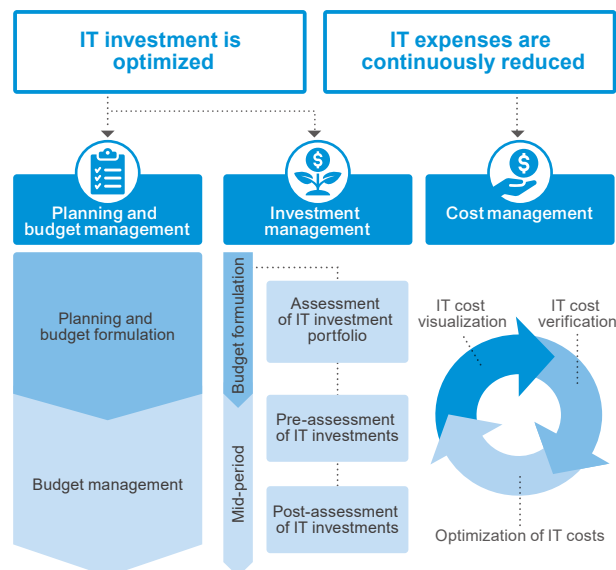 IT investment is
optimized
IT expenses are
continuously reduced
$
$
Planning and
budget management
Investment
management
Cost management
Planning and
budget formulation
Budget management
Budget formulation
Mid-period
Assessment
of IT investment
portfolio
Pre-assessment
of IT investments
Post-assessment
of IT investments
IT cost
visualization
IT cost
verification
Optimization of IT costs